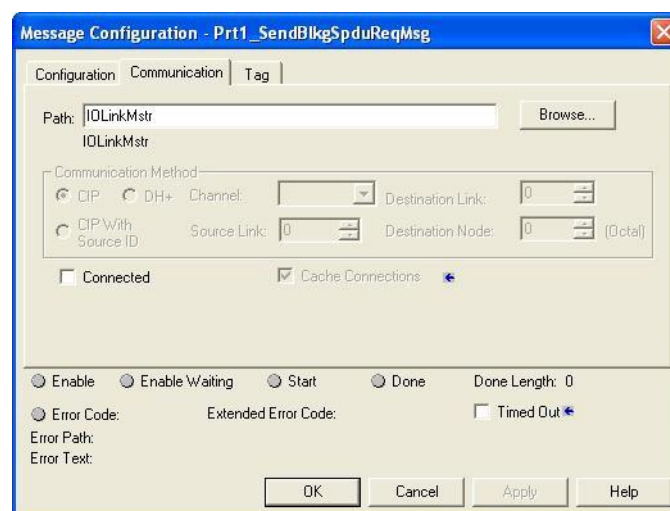 Message Configuration - Prt1_SendBlkgSpduReqMsg
Configuration Communication Tag
Path: IOLinkMstr Browse...
IOLinkMstr
Communication Method
CIP DH+ Channel: Destination Link: 0
CIP With Source ID Source Link: 0 Destination Node: 0 (Octal)
Connected Cache Connections
Enable Enable Waiting Start Done Done Length: 0
Error Code: Extended Error Code: Timed Out
Error Path:
Error Text:
OK Cancel Apply Help